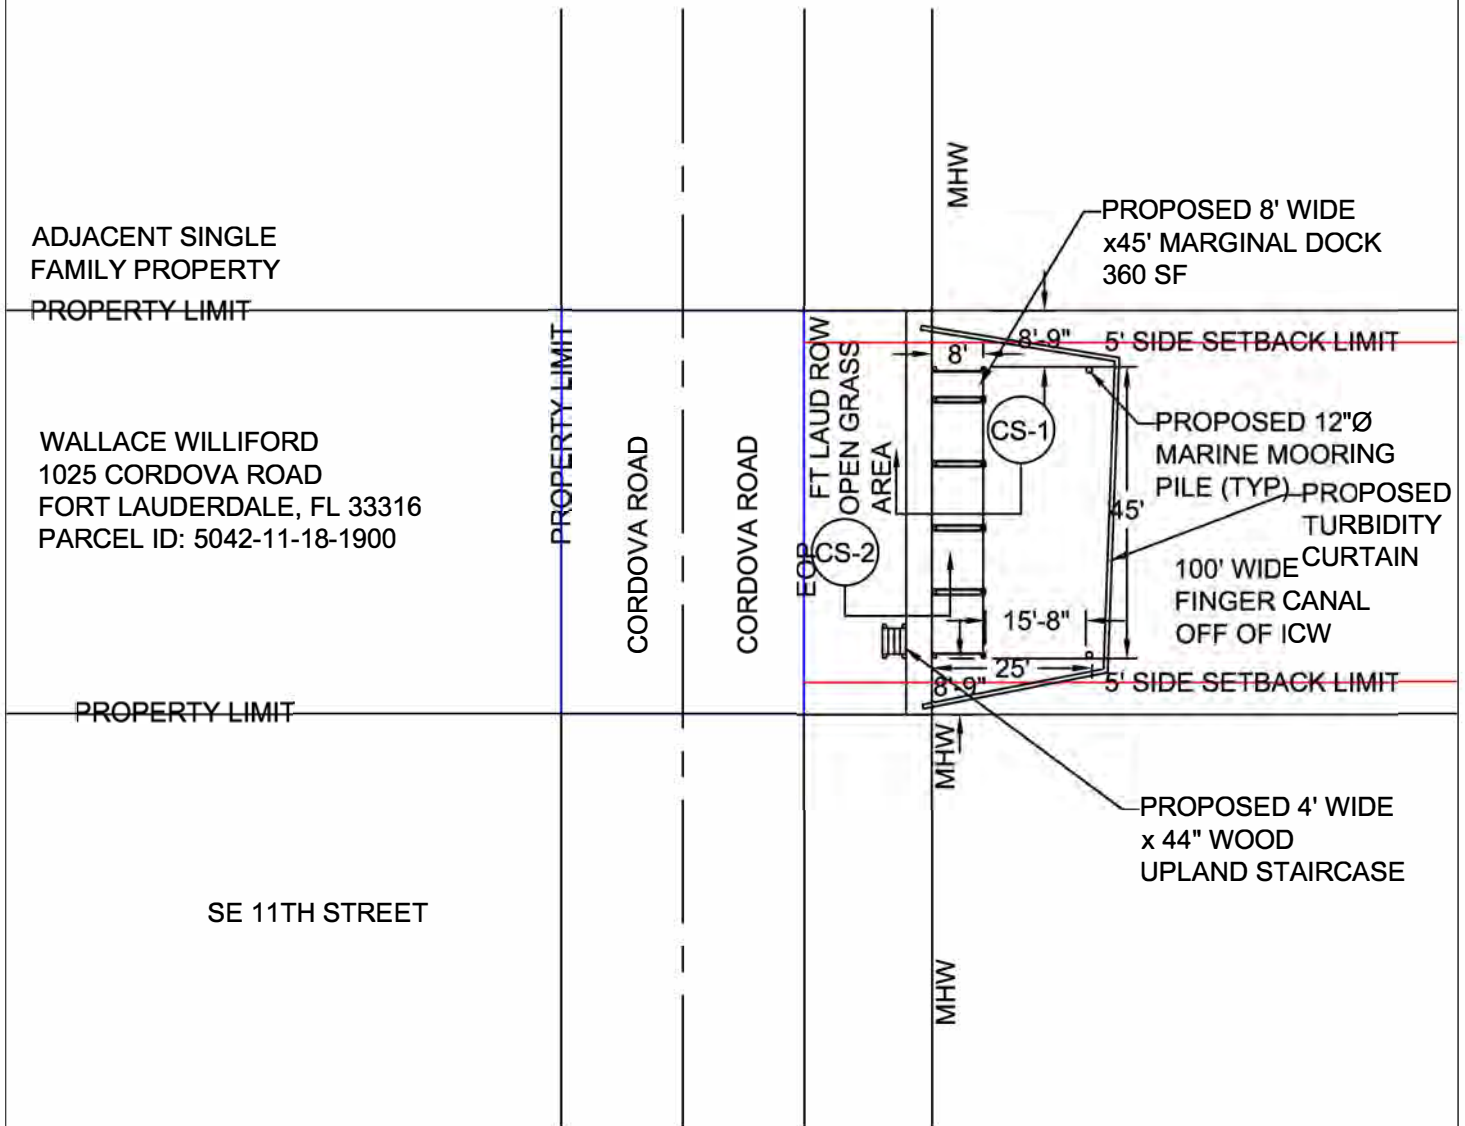 MHW
PROPOSED 8' WIDE
x45' MARGINAL DOCK
360 SF
ADJACENT SINGLE
FAMILY PROPERTY
PROPERTY LIMIT
8'-9"
5' SIDE SETBACK LIMIT
8'
PROPERTY LIMIT
FT LAUD ROW
OPEN GRASS
AREA
CS-1
PROPOSED 12"Ø
MARINE MOORING
PILE (TYP)
PROPOSED
TURBIDITY
CURTAIN
45'
WALLACE WILLIFORD
1025 CORDOVA ROAD
FORT LAUDERDALE, FL 33316
PARCEL ID: 5042-11-18-1900
CORDOVA ROAD
CORDOVA ROAD
EOP
CS-2
100' WIDE
FINGER CANAL
OFF OF ICW
15'-8"
25'
8'-9"
5' SIDE SETBACK LIMIT
PROPERTY LIMIT
MHW
PROPOSED 4' WIDE
x 44" WOOD
UPLAND STAIRCASE
SE 11TH STREET
MHW